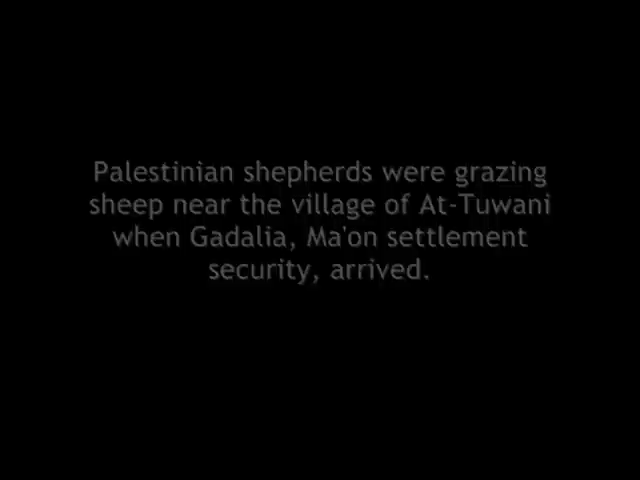 Palestinian shepherds were grazing
sheep near the village of At-Tuwani
when Gadalia, Ma'on settlement
security, arrived.